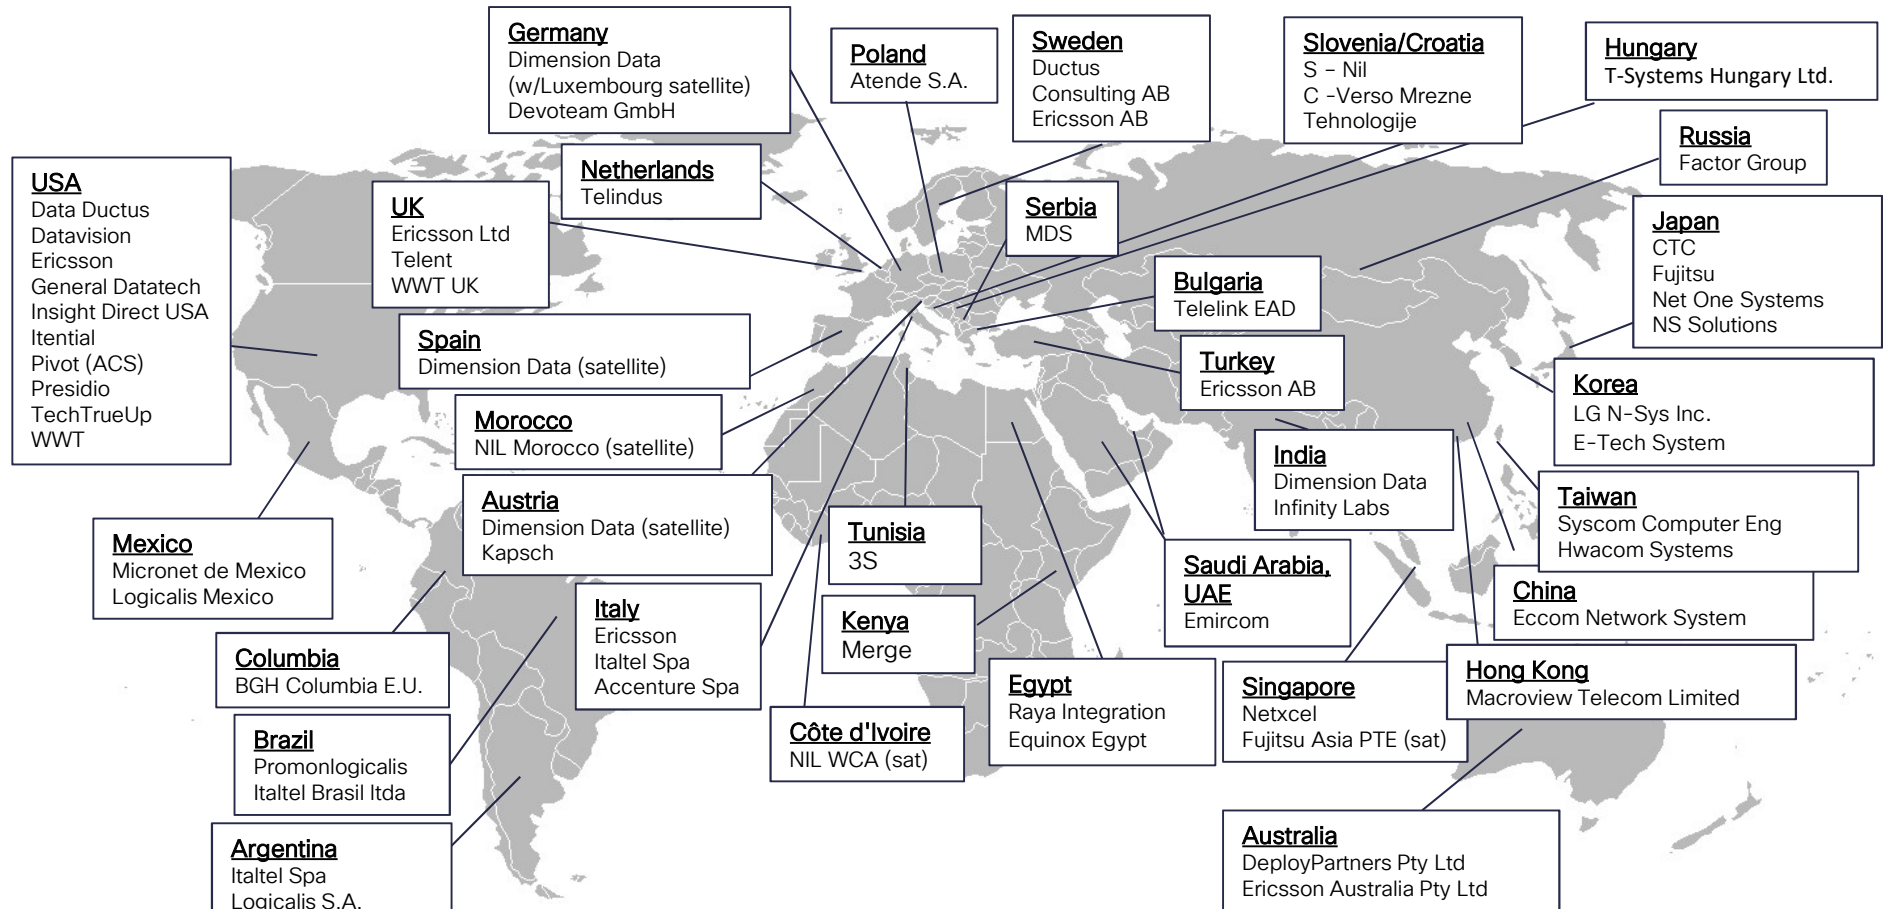 Germany
Dimension Data
(w/Luxembourg satellite)
Devoteam GmbH
Poland
Atende S.A.
Sweden
Ductus
Consulting AB
Ericsson AB
Slovenia/Croatia
S – Nil
C -Verso Mrezne
Tehnologije
Hungary
T-Systems Hungary Ltd.
Russia
Factor Group
USA
Data Ductus
Datavision
Ericsson
General Datatech
Insight Direct USA
Itential
Pivot (ACS)
Presidio
TechTrueUp
WWT
UK
Ericsson Ltd
Telent
WWT UK
Netherlands
Telindus
Serbia
MDS
Japan
CTC
Fujitsu
Net One Systems
NS Solutions
Bulgaria
Telelink EAD
Spain
Dimension Data (satellite)
Turkey
Ericsson AB
Korea
LG N-Sys Inc.
E-Tech System
Morocco
NIL Morocco (satellite)
India
Dimension Data
Infinity Labs
Austria
Dimension Data (satellite)
Kapsch
Tunisia
3S
Taiwan
Syscom Computer Eng
Hwacom Systems
Mexico
Micronet de Mexico
Logicalis Mexico
Saudi Arabia,
UAE
Emircom
China
Eccom Network System
Italy
Ericsson
Italtel Spa
Accenture Spa
Kenya
Merge
Columbia
BGH Columbia E.U.
Egypt
Raya Integration
Equinox Egypt
Singapore
Netxcel
Fujitsu Asia PTE (sat)
Hong Kong
Macroview Telecom Limited
Côte d'Ivoire
NIL WCA (sat)
Brazil
Promonlogicalis
Italtel Brasil ltda
Argentina
Italtel Spa
Logicalis S.A.
Australia
DeployPartners Pty Ltd
Ericsson Australia Pty Ltd